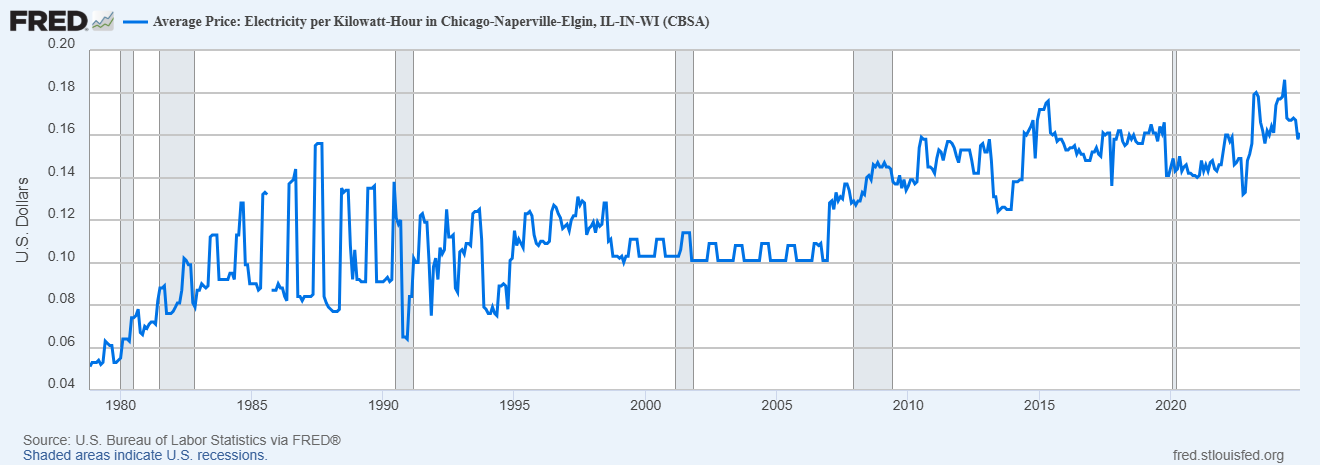 FRED Average Price: Electricity per Kilowatt-Hour in Chicago-Naperville-Elgin, IL-IN-WI (CBSA)
0.20
0.18
0.16
0.14
0.12
0.10
0.08
0.06
0.04
U.S. Dollars
1980 1985 1990 1995 2000 2005 2010 2015 2020
Source: U.S. Bureau of Labor Statistics via FRED®
Shaded areas indicate U.S. recessions. fred.stlouisfed.org